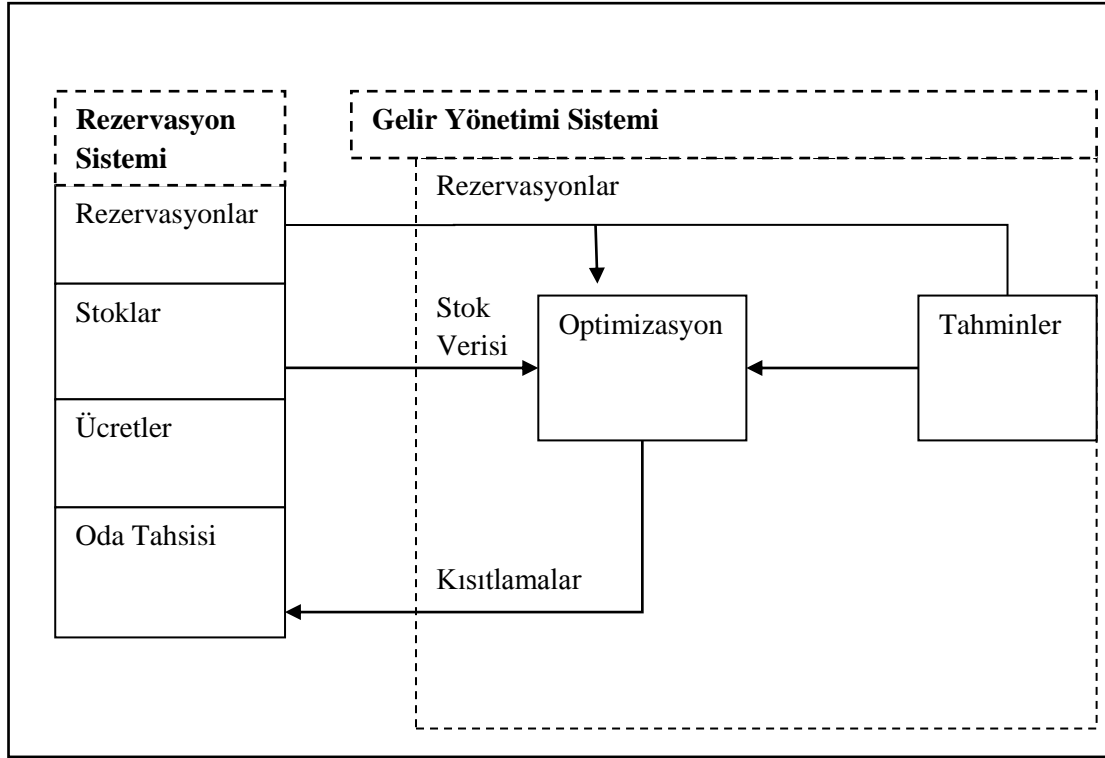 Rezervasyon
Sistemi
Gelir Yönetimi Sistemi
Rezervasyonlar
Rezervasyonlar
Stoklar
Stok
Verisi
Optimizasyon
Tahminler
Ücretler
Oda Tahsisi
Kısıtlamalar